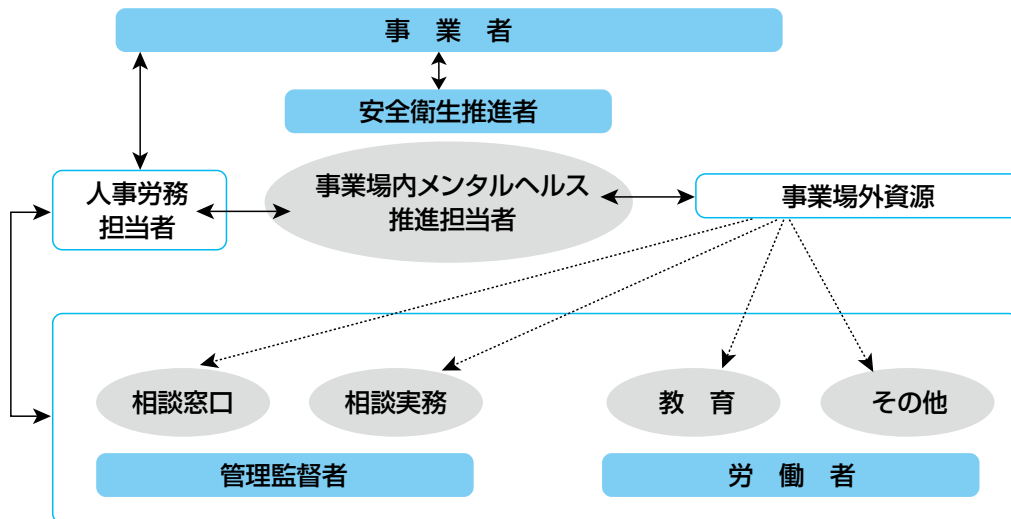 事　業　者
安全衛生推進者
人事労務
担当者
事業場内メンタルヘルス
推進担当者
事業場外資源
相談窓口
相談実務
教　育
その他
管理監督者
労　働　者